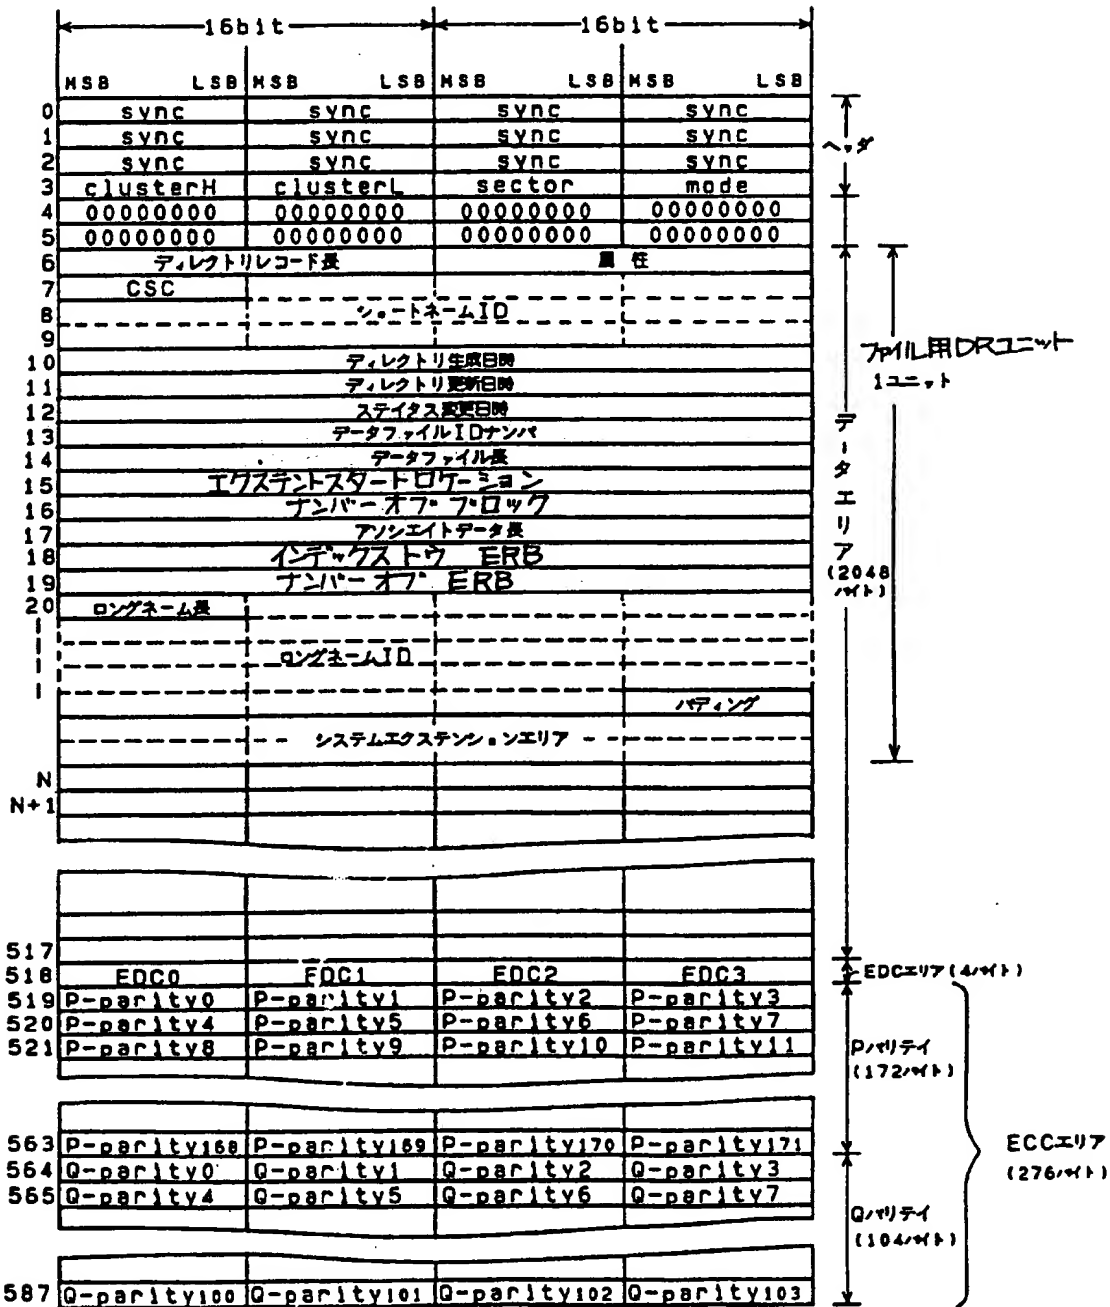 16bit 16bit
MSB LSB MSB LSB MSB LSB MSB LSB
0 sync sync sync sync
1 sync sync sync sync
2 sync sync sync sync
ヘッダ
3 clusterH clusterL sector mode
4 00000000 00000000 00000000 00000000
5 00000000 00000000 00000000 00000000
6 ディレクトリレコード長 属性
7 CSC
8 ショートネームID
9
ファイル用DRユニット
1ユニット
10 ディレクトリ生成日時
11 ディレクトリ更新日時
12 ステイタス変更日時
13 データファイルIDナンバ
14 データファイル長
15 エクステントスタートロケーション
16 ナンバーオブブロック
17 アソシエイトデータ長
18 インデックストウ ERB
19 ナンバーオブ ERB
データエリア
(2048
バイト)
20 ロングネーム長
ロングネームID
パディング
システムエクステンションエリア
N
N+1
517
518 EDC0 EDC1 EDC2 EDC3 EDCエリア(4バイト)
519 P-parity0 P-parity1 P-parity2 P-parity3
520 P-parity4 P-parity5 P-parity6 P-parity7
521 P-parity8 P-parity9 P-parity10 P-parity11
Pパリテイ
(172バイト)
563 P-parity168 P-parity169 P-parity170 P-parity171
564 Q-parity0 Q-parity1 Q-parity2 Q-parity3
565 Q-parity4 Q-parity5 Q-parity6 Q-parity7
ECCエリア
(276バイト)
Qパリテイ
(104バイト)
587 Q-parity100 Q-parity101 Q-parity102 Q-parity103